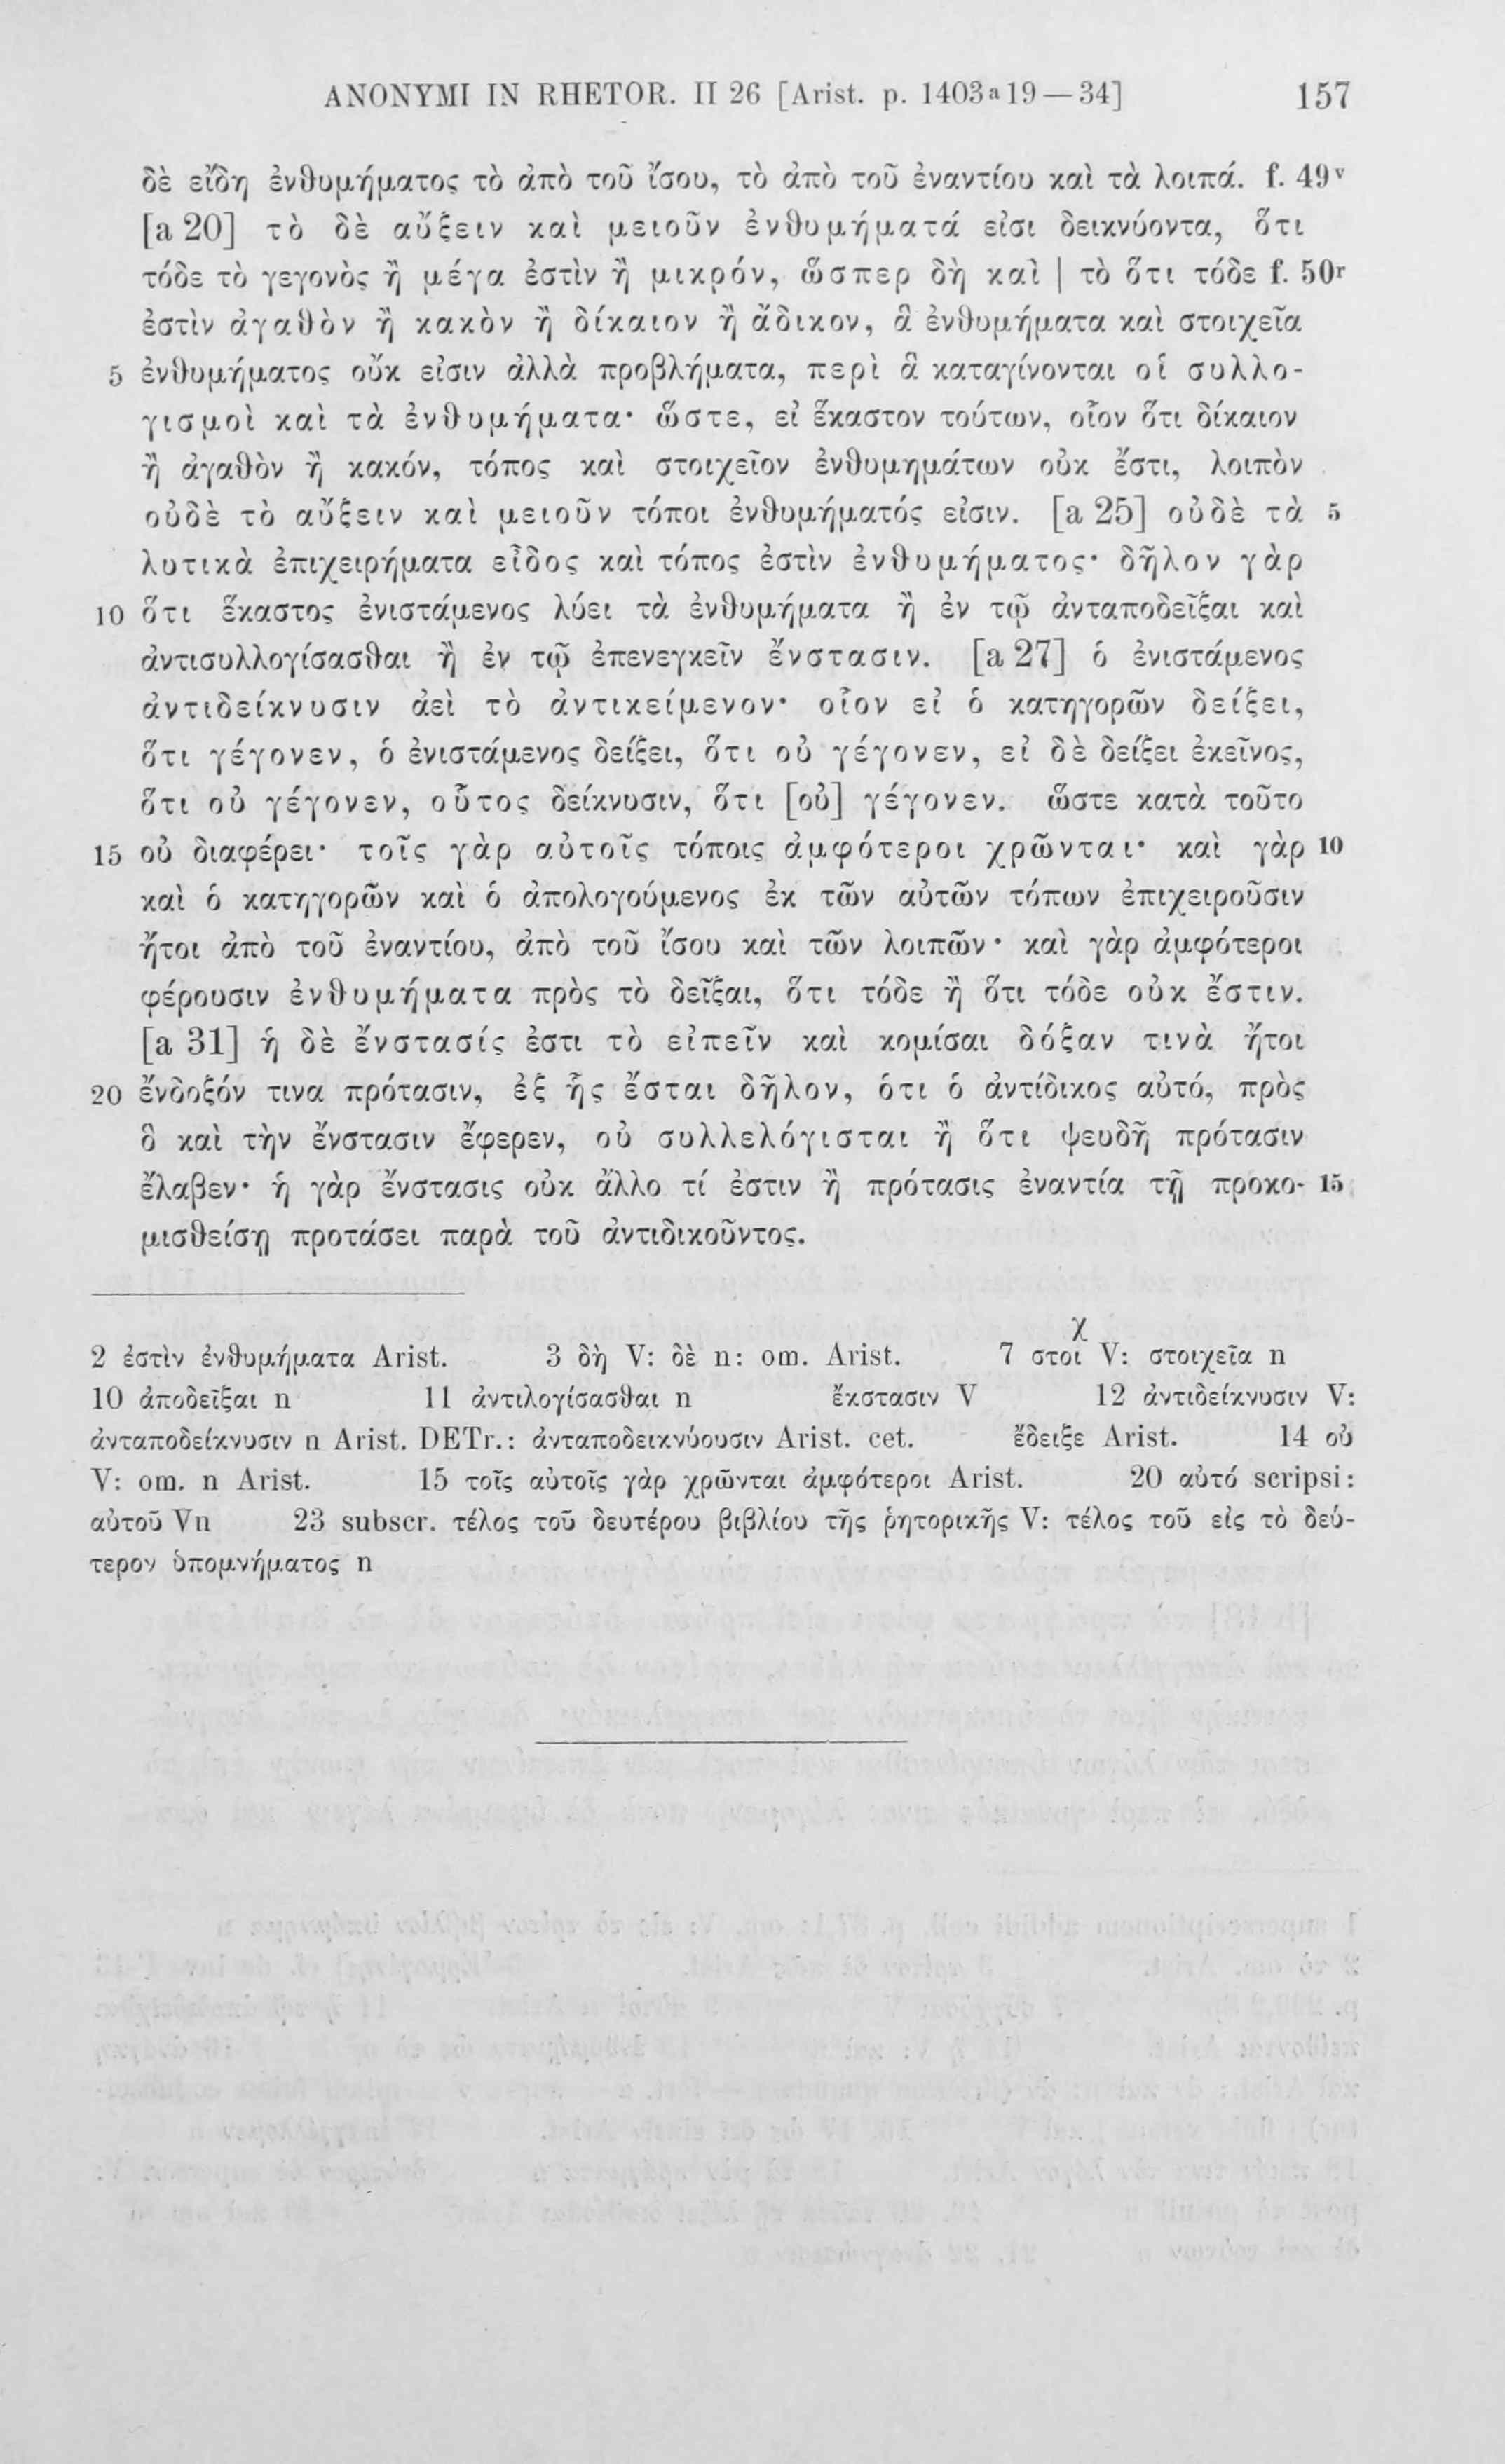 ANONYMI IN RHETOR. II 26 [Arist. p. 1403ᵃ19—34] 157
δὲ εἴδη ἐνθυμήματος τὸ ἀπὸ τοῦ ἴσου, τὸ ἀπὸ τοῦ ἐναντίου καὶ τὰ λοιπά. f. 49ᵛ
[a 20] τὸ δὲ αὔξειν καὶ μειοῦν ἐνθυμήματά εἰσι δεικνύοντα, ὅτι
τόδε τὸ γεγονὸς ἢ μέγα ἐστὶν ἢ μικρόν, ὥσπερ δὴ καὶ | τὸ ὅτι τόδε f. 50ʳ
ἐστὶν ἀγαθὸν ἢ κακὸν ἢ δίκαιον ἢ ἄδικον, ἃ ἐνθυμήματα καὶ στοιχεῖα
5 ἐνθυμήματος οὔκ εἰσιν ἀλλὰ προβλήματα, περὶ ἃ καταγίνονται οἱ συλλο-
γισμοὶ καὶ τὰ ἐνθυμήματα· ὥστε, εἰ ἕκαστον τούτων, οἷον ὅτι δίκαιον
ἢ ἀγαθὸν ἢ κακόν, τόπος καὶ στοιχεῖον ἐνθυμημάτων οὐκ ἔστι, λοιπὸν
οὐδὲ τὸ αὔξειν καὶ μειοῦν τόποι ἐνθυμήματός εἰσιν. [a 25] οὐδὲ τὰ 5
λυτικὰ ἐπιχειρήματα εἶδος καὶ τόπος ἐστὶν ἐνθυμήματος· δῆλον γὰρ
10 ὅτι ἕκαστος ἐνιστάμενος λύει τὰ ἐνθυμήματα ἢ ἐν τῷ ἀνταποδεῖξαι καὶ
ἀντισυλλογίσασθαι ἢ ἐν τῷ ἐπενεγκεῖν ἔνστασιν. [a 27] ὁ ἐνιστάμενος
ἀντιδείκνυσιν ἀεὶ τὸ ἀντικείμενον· οἷον εἰ ὁ κατηγορῶν δείξει,
ὅτι γέγονεν, ὁ ἐνιστάμενος δείξει, ὅτι οὐ γέγονεν, εἰ δὲ δείξει ἐκεῖνος,
ὅτι οὐ γέγονεν, οὗτος δείκνυσιν, ὅτι [οὐ] γέγονεν. ὥστε κατὰ τοῦτο
15 οὐ διαφέρει· τοῖς γὰρ αὐτοῖς τόποις ἀμφότεροι χρῶνται· καὶ γὰρ 10
καὶ ὁ κατηγορῶν καὶ ὁ ἀπολογούμενος ἐκ τῶν αὐτῶν τόπων ἐπιχειροῦσιν
ἤτοι ἀπὸ τοῦ ἐναντίου, ἀπὸ τοῦ ἴσου καὶ τῶν λοιπῶν· καὶ γὰρ ἀμφότεροι
φέρουσιν ἐνθυμήματα πρὸς τὸ δεῖξαι, ὅτι τόδε ἢ ὅτι τόδε οὐκ ἔστιν.
[a 31] ἡ δὲ ἔνστασίς ἐστι τὸ εἰπεῖν καὶ κομίσαι δόξαν τινὰ ἤτοι
20 ἔνδοξόν τινα πρότασιν, ἐξ ἧς ἔσται δῆλον, ὁτι ὁ ἀντίδικος αὐτό, πρὸς
ὃ καὶ τὴν ἔνστασιν ἔφερεν, οὐ συλλελόγισται ἢ ὅτι ψευδῆ πρότασιν
ἔλαβεν· ἡ γὰρ ἔνστασις οὐκ ἄλλο τί ἐστιν ἢ πρότασις ἐναντία τῇ προκο- 15
μισθείσῃ προτάσει παρὰ τοῦ ἀντιδικοῦντος.
2 ἐστὶν ἐνθυμήματα Arist. 3 δὴ V: δὲ n: om. Arist. 7 στοιχ V: στοιχεῖα n
10 ἀποδεῖξαι n 11 ἀντιλογίσασθαι n ἔκστασιν V 12 ἀντιδείκνυσιν V:
ἀνταποδείκνυσιν n Arist. DETr.: ἀνταποδεικνύουσιν Arist. cet. ἔδειξε Arist. 14 οὐ
V: om. n Arist. 15 τοῖς αὐτοῖς γὰρ χρῶνται ἀμφότεροι Arist. 20 αὐτό scripsi:
αὐτοῦ Vn 23 subscr. τέλος τοῦ δευτέρου βιβλίου τῆς ῥητορικῆς V: τέλος τοῦ εἰς τὸ δεύ-
τερον ὑπομνήματος n